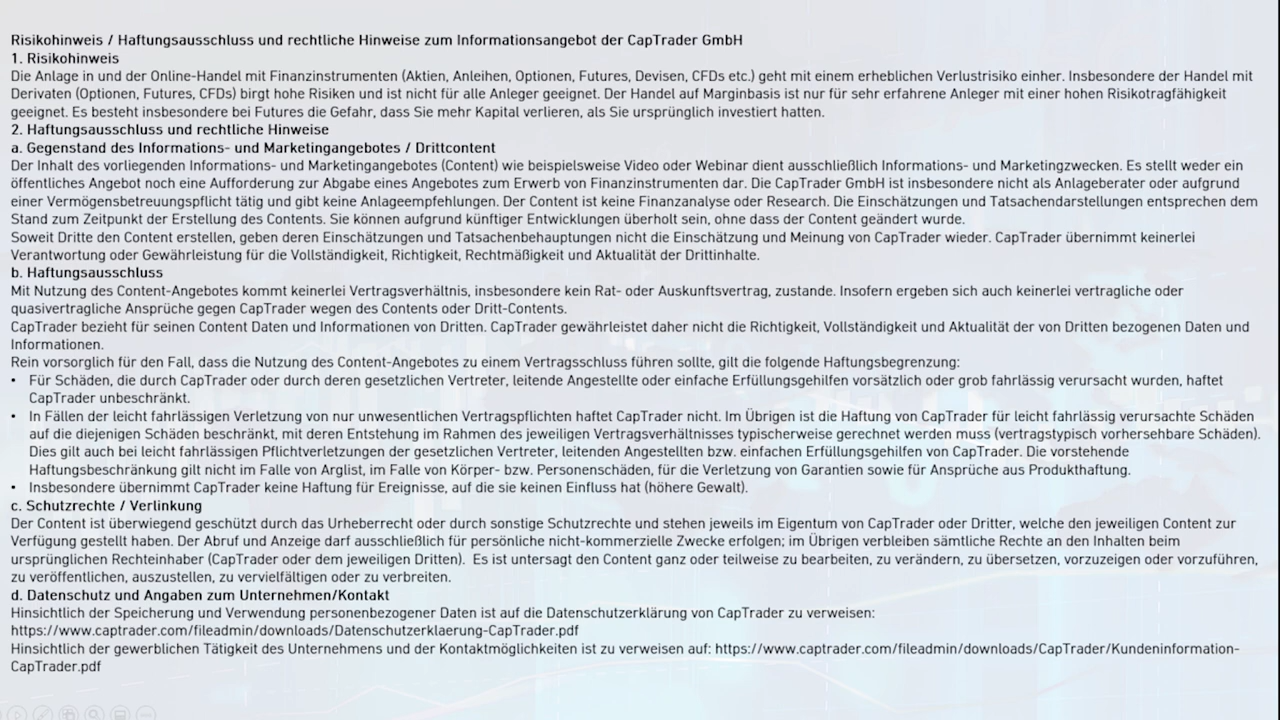 Risikohinweis / Haftungsausschluss und rechtliche Hinweise zum Informationsangebot der CapTrader GmbH
1. Risikohinweis
Die Anlage in und der Online-Handel mit Finanzinstrumenten (Aktien, Anleihen, Optionen, Futures, Devisen, CFDs etc.) geht mit einem erheblichen Verlustrisiko einher. Insbesondere der Handel mit
Derivaten (Optionen, Futures, CFDs) birgt hohe Risiken und ist nicht für alle Anleger geeignet. Der Handel auf Marginbasis ist nur für sehr erfahrene Anleger mit einer hohen Risikotragfähigkeit
geeignet. Es besteht insbesondere bei Futures die Gefahr, dass Sie mehr Kapital verlieren, als Sie ursprünglich investiert hatten.
2. Haftungsausschluss und rechtliche Hinweise
a. Gegenstand des Informations- und Marketingangebotes / Drittcontent
Der Inhalt des vorliegenden Informations- und Marketingangebotes (Content) wie beispielsweise Video oder Webinar dient ausschließlich Informations- und Marketingzwecken. Es stellt weder ein
öffentliches Angebot noch eine Aufforderung zur Abgabe eines Angebotes zum Erwerb von Finanzinstrumenten dar. Die CapTrader GmbH ist insbesondere nicht als Anlageberater oder aufgrund
einer Vermögensbetreuungspflicht tätig und gibt keine Anlageempfehlungen. Der Content ist keine Finanzanalyse oder Research. Die Einschätzungen und Tatsachendarstellungen entsprechen dem
Stand zum Zeitpunkt der Erstellung des Contents. Sie können aufgrund künftiger Entwicklungen überholt sein, ohne dass der Content geändert wurde.
Soweit Dritte den Content erstellen, geben deren Einschätzungen und Tatsachenbehauptungen nicht die Einschätzung und Meinung von CapTrader wieder. CapTrader übernimmt keinerlei
Verantwortung oder Gewährleistung für die Vollständigkeit, Richtigkeit, Rechtmäßigkeit und Aktualität der Drittinhalte.
b. Haftungsausschluss
Mit Nutzung des Content-Angebotes kommt keinerlei Vertragsverhältnis, insbesondere kein Rat- oder Auskunftsvertrag, zustande. Insofern ergeben sich auch keinerlei vertragliche oder
quasivertragliche Ansprüche gegen CapTrader wegen des Contents oder Dritt-Contents.
CapTrader bezieht für seinen Content Daten und Informationen von Dritten. CapTrader gewährleistet daher nicht die Richtigkeit, Vollständigkeit und Aktualität der von Dritten bezogenen Daten und
Informationen.
Rein vorsorglich für den Fall, dass die Nutzung des Content-Angebotes zu einem Vertragsschluss führen sollte, gilt die folgende Haftungsbegrenzung:
• Für Schäden, die durch CapTrader oder durch deren gesetzlichen Vertreter, leitende Angestellte oder einfache Erfüllungsgehilfen vorsätzlich oder grob fahrlässig verursacht wurden, haftet
CapTrader unbeschränkt.
• In Fällen der leicht fahrlässigen Verletzung von nur unwesentlichen Vertragspflichten haftet CapTrader nicht. Im Übrigen ist die Haftung von CapTrader für leicht fahrlässig verursachte Schäden
auf die diejenigen Schäden beschränkt, mit deren Entstehung im Rahmen des jeweiligen Vertragsverhältnisses typischerweise gerechnet werden muss (vertragstypisch vorhersehbare Schäden).
Dies gilt auch bei leicht fahrlässigen Pflichtverletzungen der gesetzlichen Vertreter, leitenden Angestellten bzw. einfachen Erfüllungsgehilfen von CapTrader. Die vorstehende
Haftungsbeschränkung gilt nicht im Falle von Arglist, im Falle von Körper- bzw. Personenschäden, für die Verletzung von Garantien sowie für Ansprüche aus Produkthaftung.
• Insbesondere übernimmt CapTrader keine Haftung für Ereignisse, auf die sie keinen Einfluss hat (höhere Gewalt).
c. Schutzrechte / Verlinkung
Der Content ist überwiegend geschützt durch das Urheberrecht oder durch sonstige Schutzrechte und stehen jeweils im Eigentum von CapTrader oder Dritter, welche den jeweiligen Content zur
Verfügung gestellt haben. Der Abruf und Anzeige darf ausschließlich für persönliche nicht-kommerzielle Zwecke erfolgen; im Übrigen verbleiben sämtliche Rechte an den Inhalten beim
ursprünglichen Rechteinhaber (CapTrader oder dem jeweiligen Dritten). Es ist untersagt den Content ganz oder teilweise zu bearbeiten, zu verändern, zu übersetzen, vorzuzeigen oder vorzuführen,
zu veröffentlichen, auszustellen, zu vervielfältigen oder zu verbreiten.
d. Datenschutz und Angaben zum Unternehmen/Kontakt
Hinsichtlich der Speicherung und Verwendung personenbezogener Daten ist auf die Datenschutzerklärung von CapTrader zu verweisen:
https://www.captrader.com/fileadmin/downloads/Datenschutzerklaerung-CapTrader.pdf
Hinsichtlich der gewerblichen Tätigkeit des Unternehmens und der Kontaktmöglichkeiten ist zu verweisen auf: https://www.captrader.com/fileadmin/downloads/CapTrader/Kundeninformation-
CapTrader.pdf